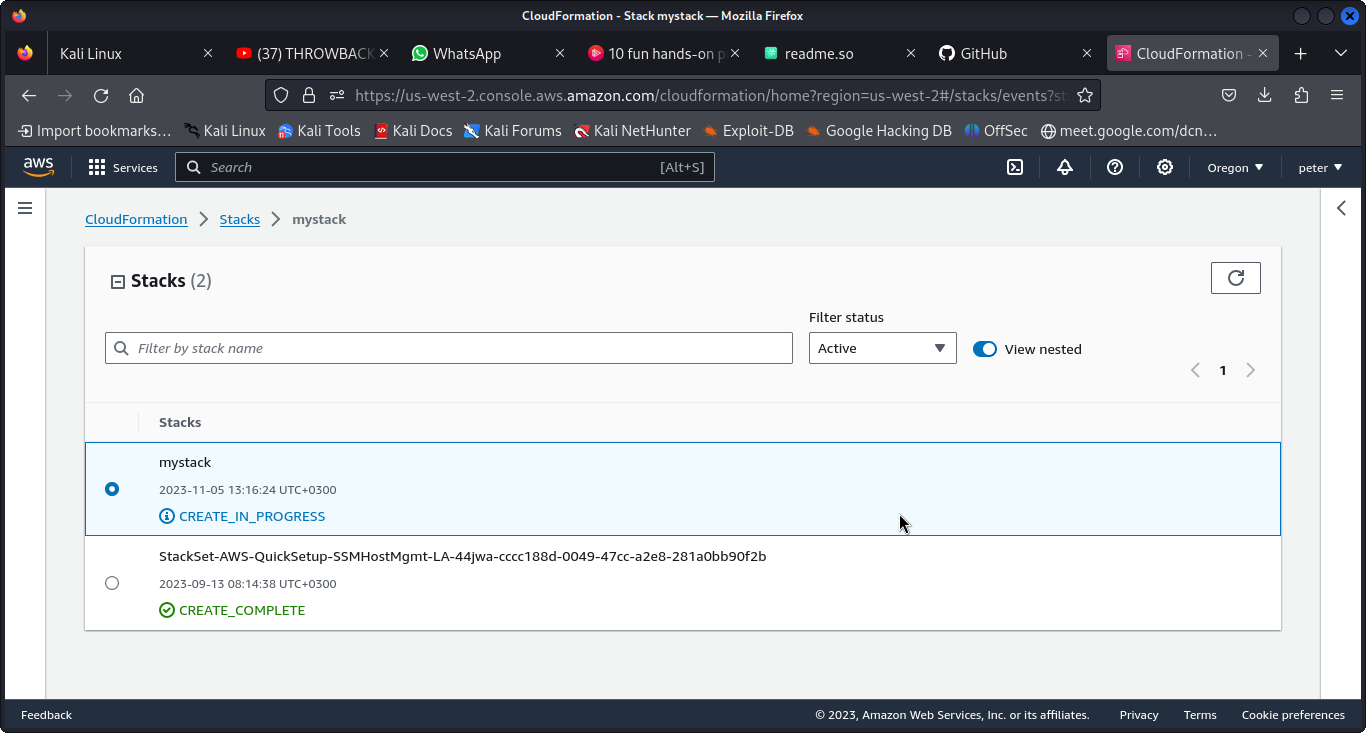 CloudFormation - Stack mystack — Mozilla Firefox
Kali Linux
(37) THROWBACK
WhatsApp
10 fun hands-on p
readme.so
GitHub
CloudFormation -
https://us-west-2.console.aws.amazon.com/cloudformation/home?region=us-west-2#/stacks/events?st
Import bookmarks… Kali Linux Kali Tools Kali Docs Kali Forums Kali NetHunter Exploit-DB Google Hacking DB OffSec meet.google.com/dcn…
aws Services Search [Alt+S] Oregon peter
CloudFormation Stacks mystack
Stacks (2)
Filter status
Filter by stack name Active View nested
1
Stacks
mystack
2023-11-05 13:16:24 UTC+0300
CREATE_IN_PROGRESS
StackSet-AWS-QuickSetup-SSMHostMgmt-LA-44jwa-cccc188d-0049-47cc-a2e8-281a0bb90f2b
2023-09-13 08:14:38 UTC+0300
CREATE_COMPLETE
Feedback © 2023, Amazon Web Services, Inc. or its affiliates. Privacy Terms Cookie preferences